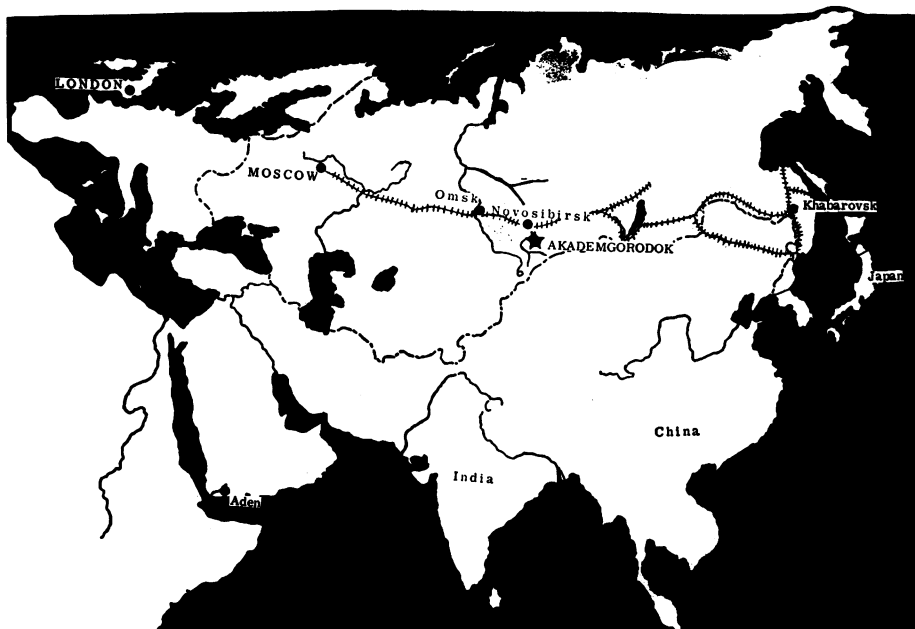 LONDON
MOSCOW
Omsk
Novosibirsk
Khabarovsk
AKADEMGORODOK
Japan
China
India
Aden